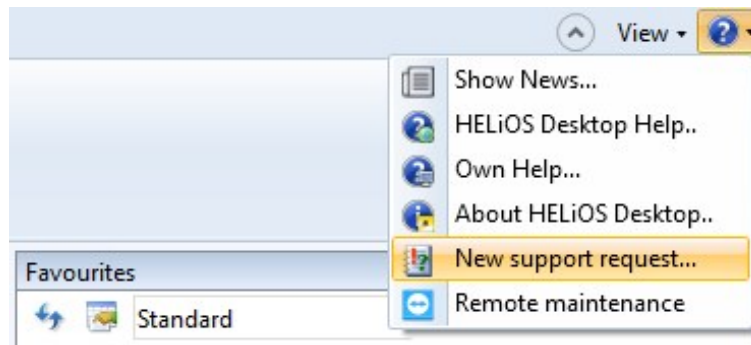 View
Show News...
HELiOS Desktop Help..
Own Help...
About HELiOS Desktop..
New support request...
Favourites
Standard
Remote maintenance